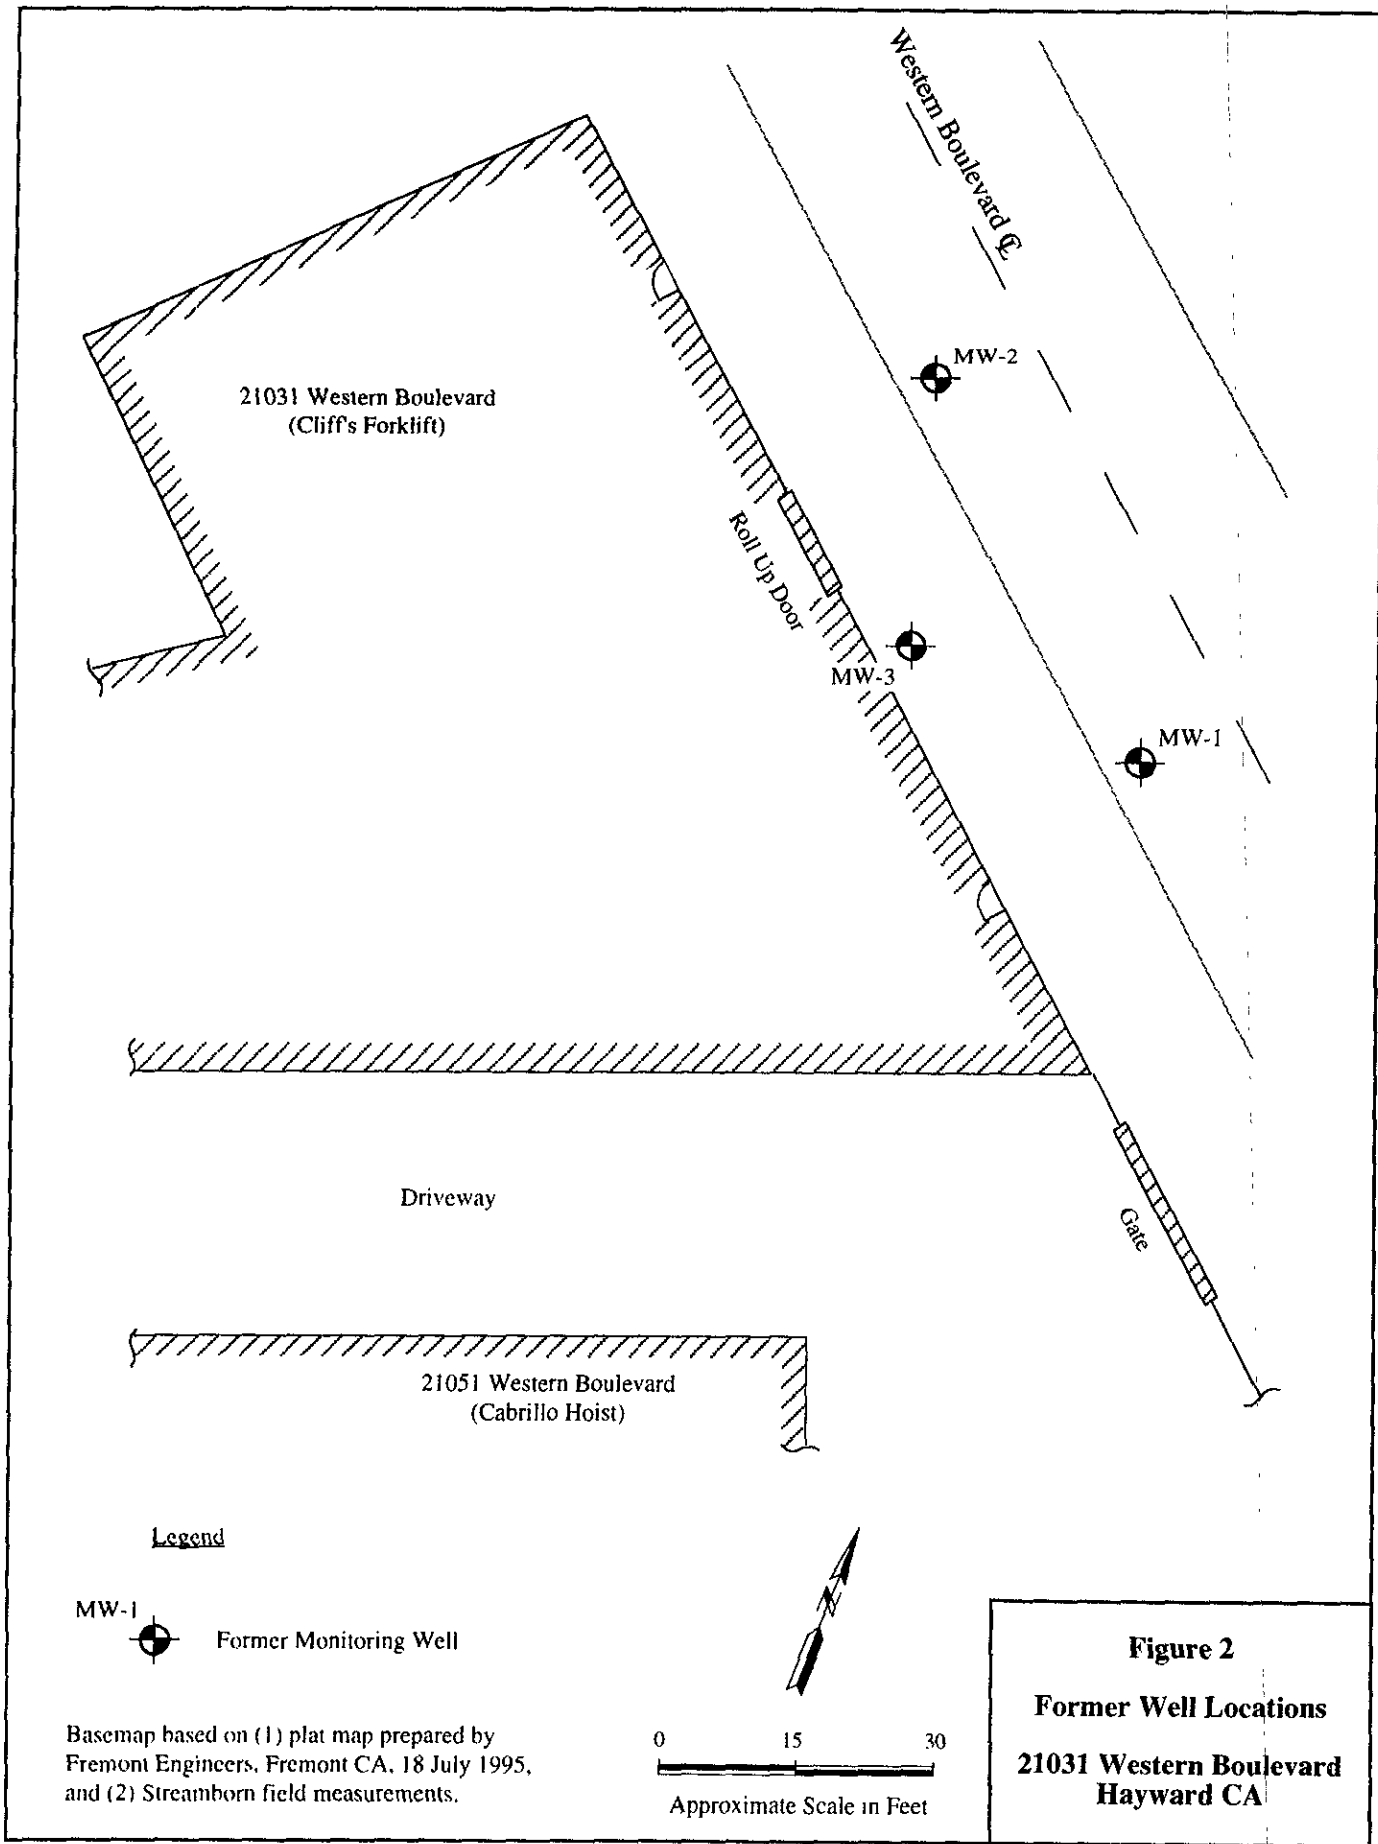 Western Boulevard ℄
MW-2
21031 Western Boulevard
(Cliff's Forklift)
Roll Up Door
MW-3
MW-1
Driveway
Gate
21051 Western Boulevard
(Cabrillo Hoist)
Legend
MW-1
Former Monitoring Well
N
Basemap based on (1) plat map prepared by
Fremont Engineers, Fremont CA, 18 July 1995,
and (2) Streamborn field measurements.
0 15 30
Approximate Scale in Feet
Figure 2
Former Well Locations
21031 Western Boulevard
Hayward CA